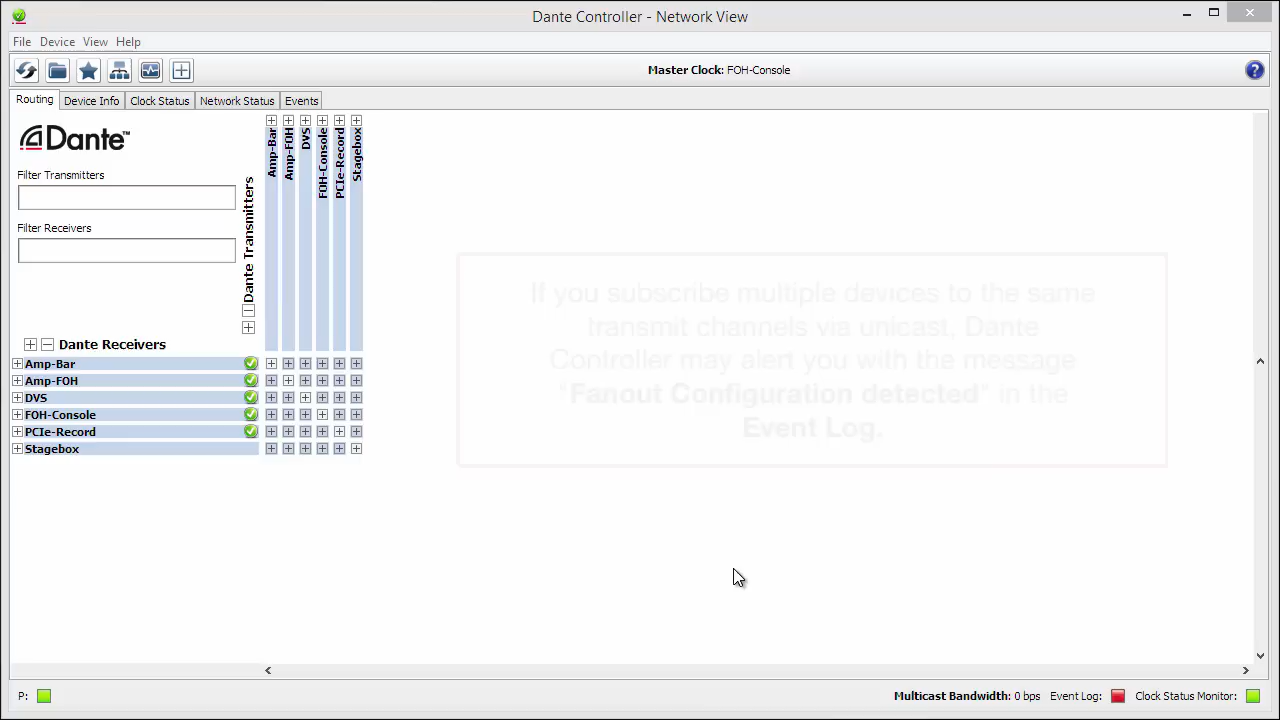 Dante Controller - Network View
File Device View Help
Master Clock: FOH-Console
Routing Device Info Clock Status Network Status Events
Dante™
Filter Transmitters
Filter Receivers
Dante Transmitters
Amp-Bar
Amp-FOH
DVS
FOH-Console
PCIe-Record
Stagebox
If you subscribe multiple devices to the same
transmit channels via unicast, Dante
Controller may alert you with the message
"Fanout Configuration detected" in the
Event Log.
Dante Receivers
Amp-Bar
Amp-FOH
DVS
FOH-Console
PCIe-Record
Stagebox
P: Multicast Bandwidth: 0 bps Event Log: Clock Status Monitor: